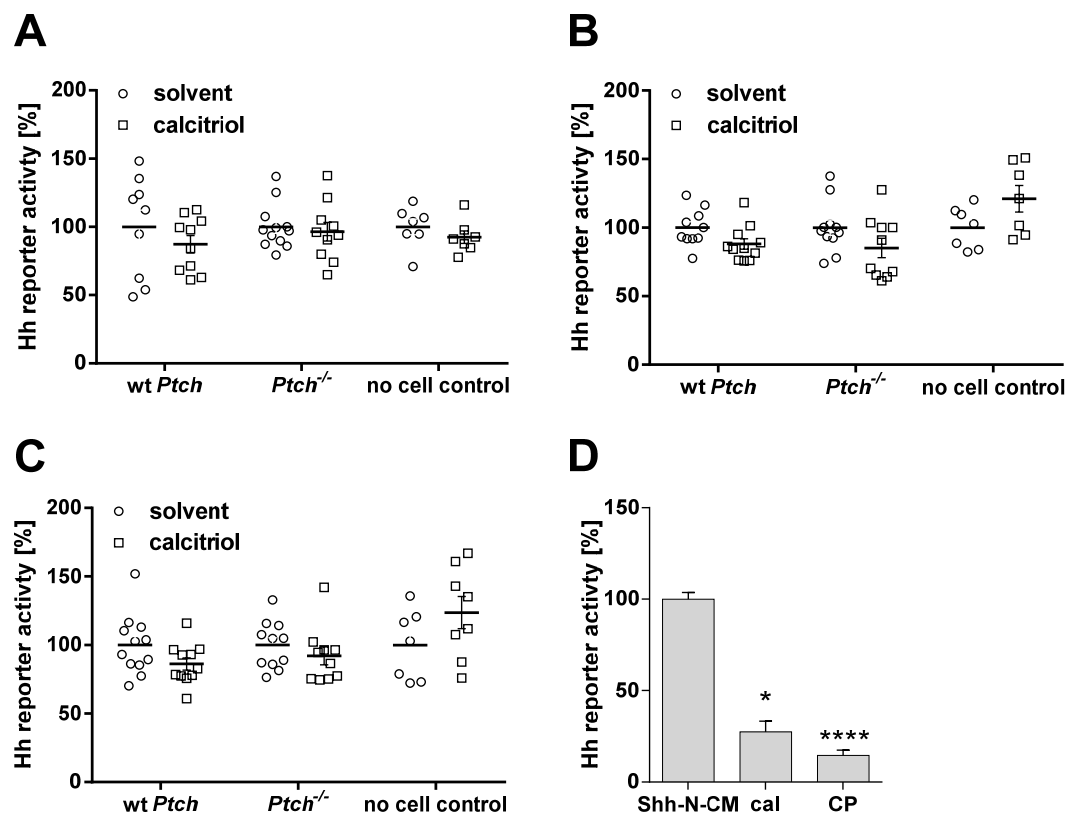 A
Hh reporter activty [%]
200
150
100
50
0
solvent
calcitriol
wt Ptch
Ptch-/-
no cell control
B
Hh reporter activty [%]
200
150
100
50
0
solvent
calcitriol
wt Ptch
Ptch-/-
no cell control
C
Hh reporter activty [%]
200
150
100
50
0
solvent
calcitriol
wt Ptch
Ptch-/-
no cell control
D
Hh reporter activty [%]
150
100
50
0
*
****
Shh-N-CM
cal
CP